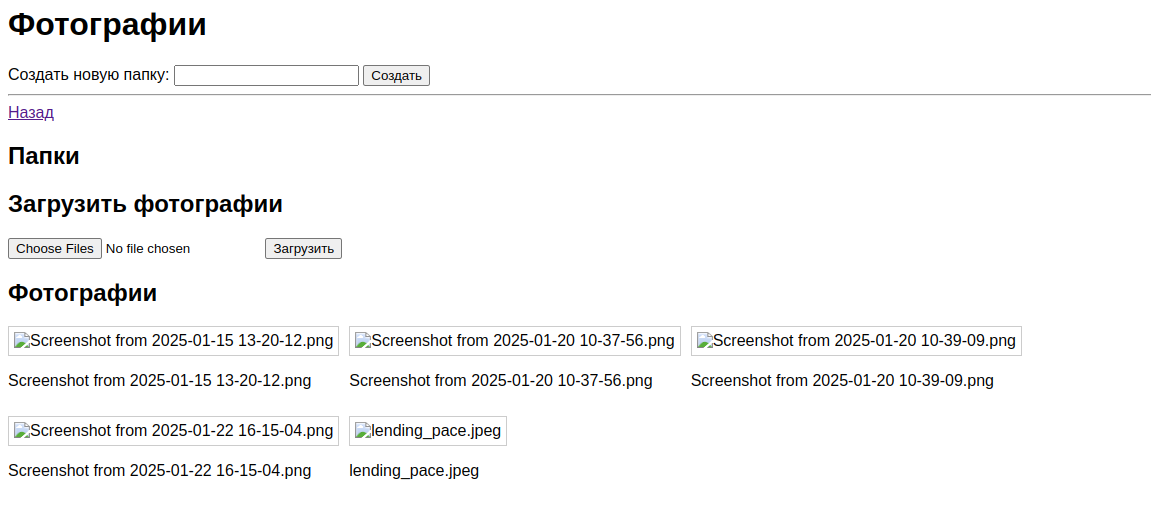 Фотографии
Создать новую папку: Создать
Назад
Папки
Загрузить фотографии
Choose Files No file chosen Загрузить
Фотографии
Screenshot from 2025-01-15 13-20-12.png Screenshot from 2025-01-20 10-37-56.png Screenshot from 2025-01-20 10-39-09.png
Screenshot from 2025-01-15 13-20-12.png Screenshot from 2025-01-20 10-37-56.png Screenshot from 2025-01-20 10-39-09.png
Screenshot from 2025-01-22 16-15-04.png lending_pace.jpeg
Screenshot from 2025-01-22 16-15-04.png lending_pace.jpeg